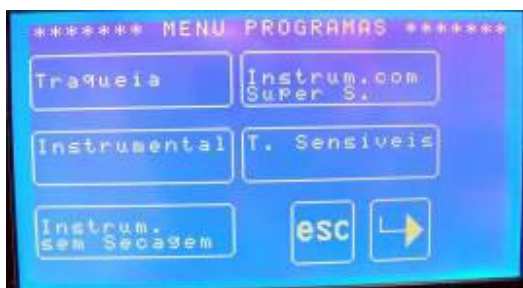 ******* MENU PROGRAMAS *******
Traqueia
Instrum.com
Super S.
Instrumental
T. Sensiveis
Instrum.
sem Secagem
esc